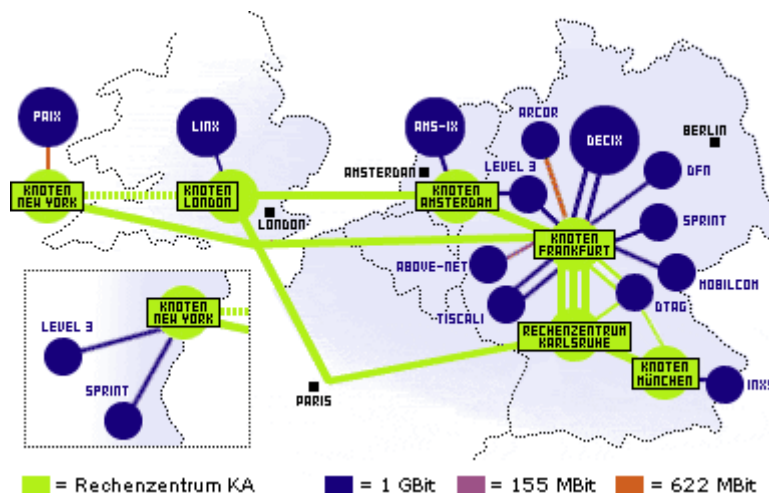 PAIX
LINX
AMS-IX
ARCOR
DECIX
BERLIN
AMSTERDAM
LEVEL 3
DFN
KNOTEN
NEW YORK
KNOTEN
LONDON
KNOTEN
AMSTERDAM
LONDON
SPRINT
KNOTEN
FRANKFURT
ABOVE-NET
MOBILCOM
TISCALI
DTAG
KNOTEN
NEW YORK
LEVEL 3
SPRINT
RECHENZENTRUM
KARLSRUHE
KNOTEN
MÜNCHEN
INXS
PARIS
= Rechenzentrum KA
= 1 GBit
= 155 MBit
= 622 MBit